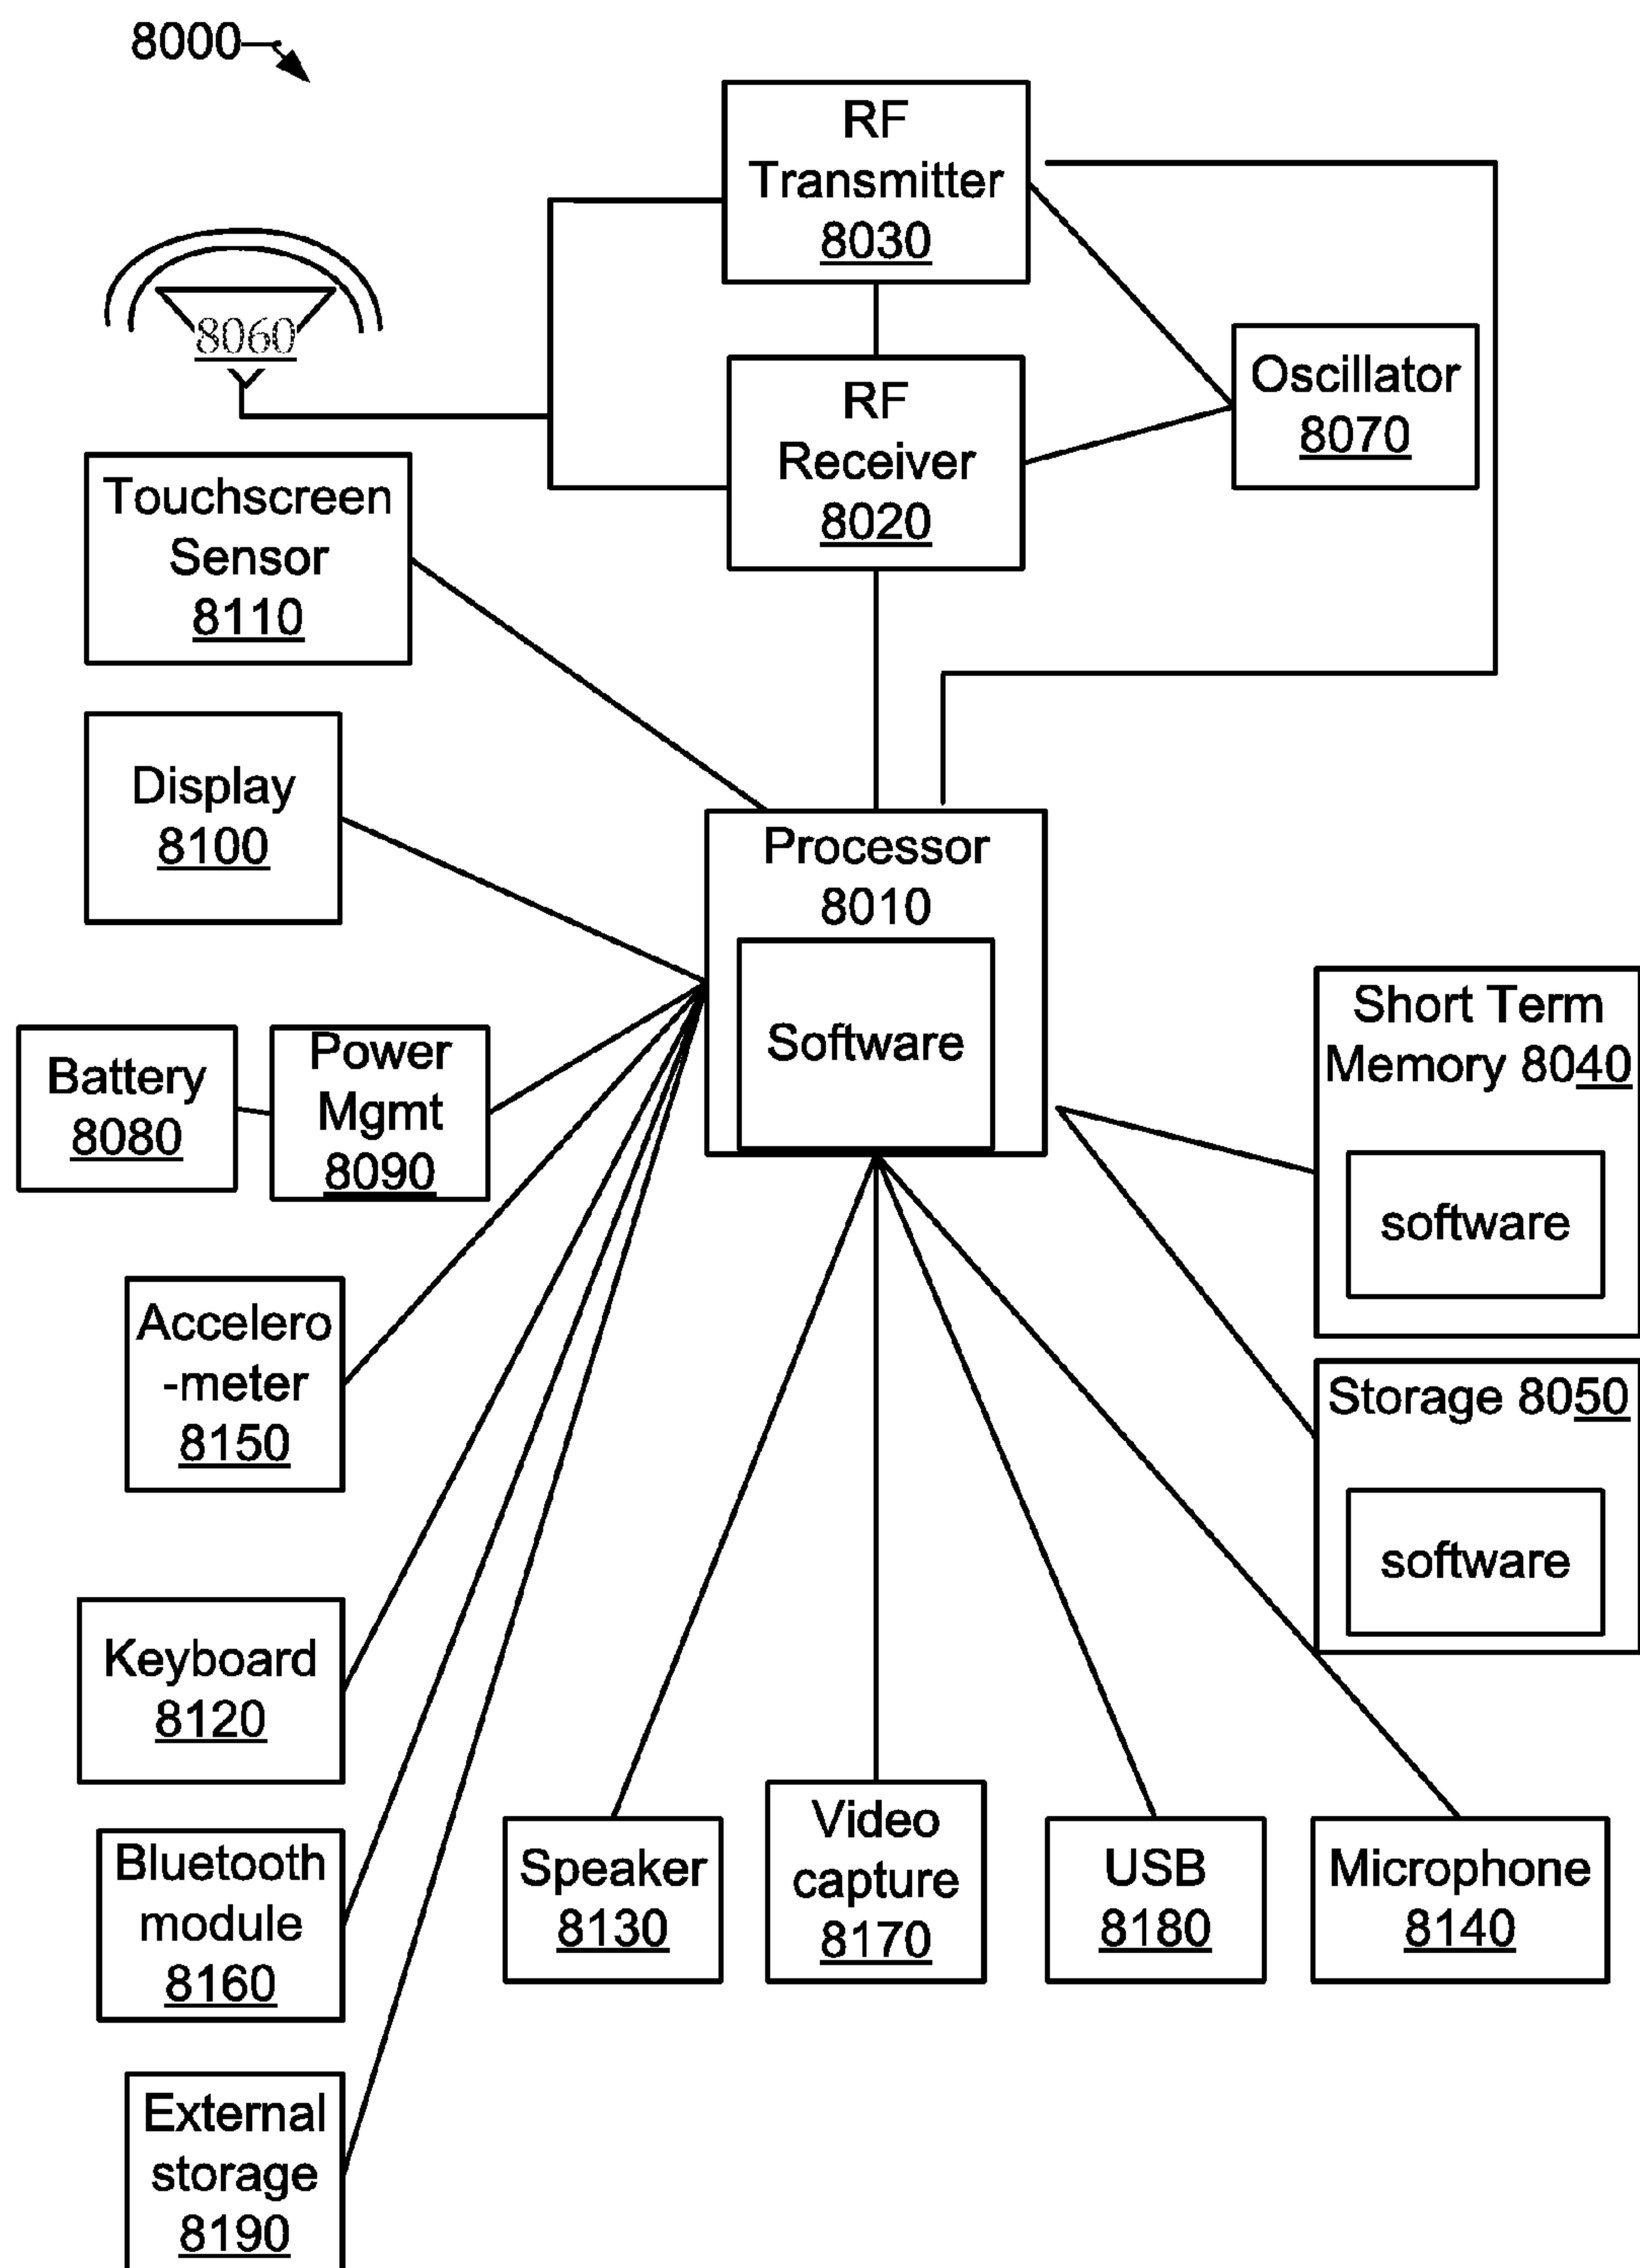 8000
RF
Transmitter
8030
8060
RF
Receiver
8020
Oscillator
8070
Touchscreen
Sensor
8110
Display
8100
Processor
8010
Software
Short Term
Memory 8040
software
Battery
8080
Power
Mgmt
8090
Accelero
-meter
8150
Storage 8050
software
Keyboard
8120
Bluetooth
module
8160
Speaker
8130
Video
capture
8170
USB
8180
Microphone
8140
External
storage
8190